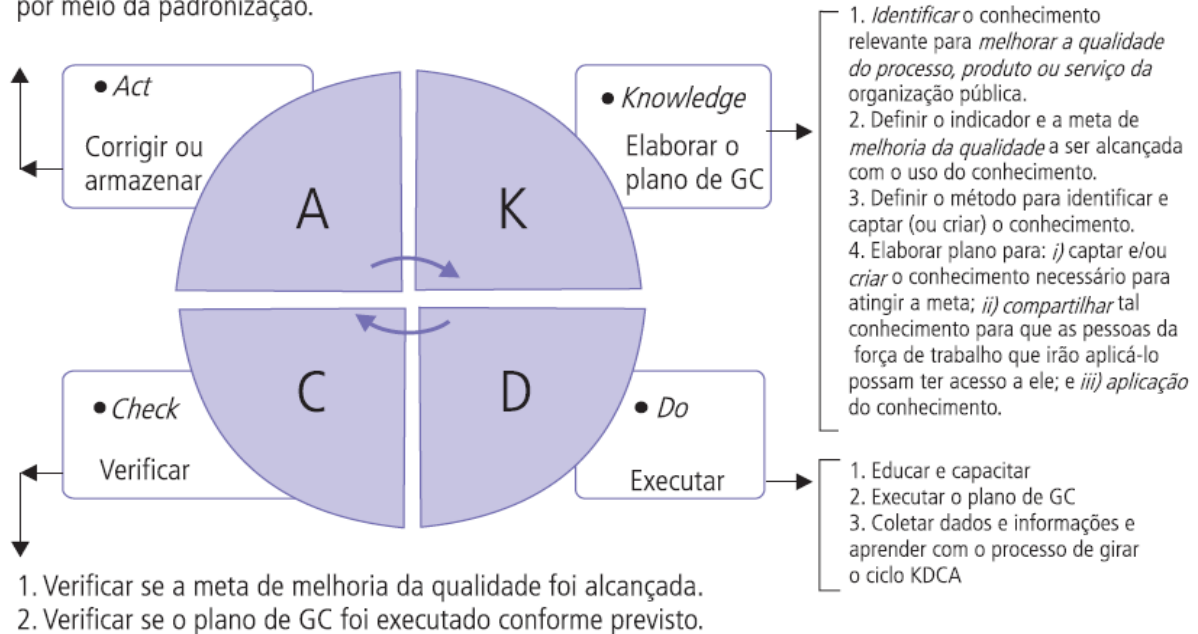 por meio da padronização.
• Act
Corrigir ou
armazenar
A
K
• Knowledge
Elaborar o
plano de GC
1. Identificar o conhecimento
relevante para melhorar a qualidade
do processo, produto ou serviço da
organização pública.
2. Definir o indicador e a meta de
melhoria da qualidade a ser alcançada
com o uso do conhecimento.
3. Definir o método para identificar e
captar (ou criar) o conhecimento.
4. Elaborar plano para: i) captar e/ou
criar o conhecimento necessário para
atingir a meta; ii) compartilhar tal
conhecimento para que as pessoas da
força de trabalho que irão aplicá-lo
possam ter acesso a ele; e iii) aplicação
do conhecimento.
• Check
Verificar
C
D
• Do
Executar
1. Educar e capacitar
2. Executar o plano de GC
3. Coletar dados e informações e
aprender com o processo de girar
o ciclo KDCA
1. Verificar se a meta de melhoria da qualidade foi alcançada.
2. Verificar se o plano de GC foi executado conforme previsto.